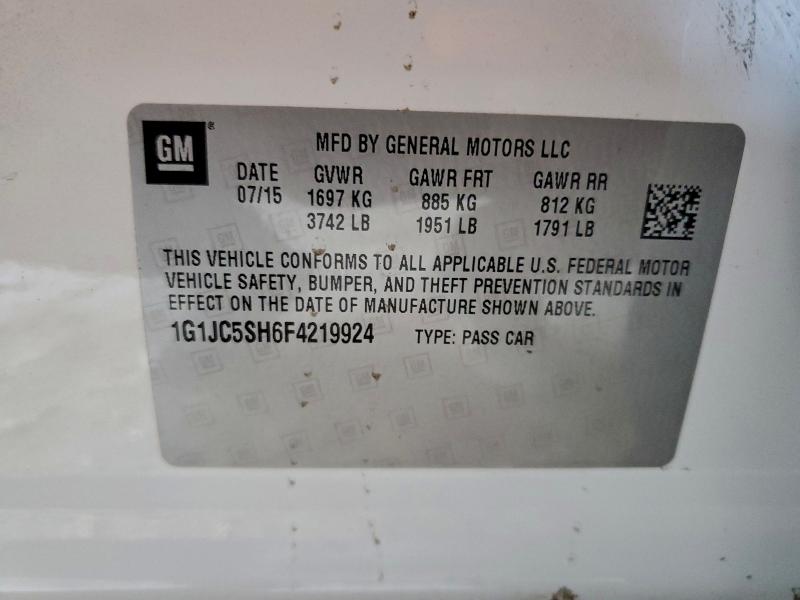 GM®
MFD BY GENERAL MOTORS LLC
DATE GVWR GAWR FRT GAWR RR
07/15 1697 KG 885 KG 812 KG
3742 LB 1951 LB 1791 LB
THIS VEHICLE CONFORMS TO ALL APPLICABLE U.S. FEDERAL MOTOR
VEHICLE SAFETY, BUMPER, AND THEFT PREVENTION STANDARDS IN
EFFECT ON THE DATE OF MANUFACTURE SHOWN ABOVE.
1G1JC5SH6F4219924 TYPE: PASS CAR